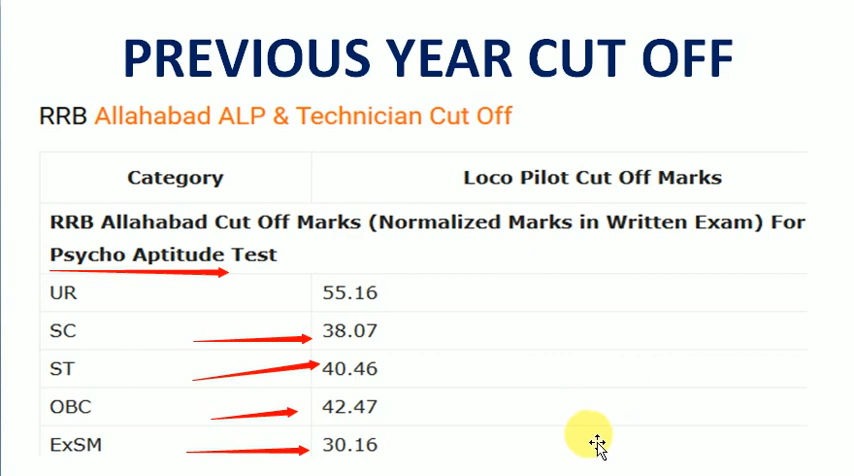 PREVIOUS YEAR CUT OFF
RRB Allahabad ALP & Technician Cut Off
Category Loco Pilot Cut Off Marks
RRB Allahabad Cut Off Marks (Normalized Marks in Written Exam) For
Psycho Aptitude Test
UR 55.16
SC 38.07
ST 40.46
OBC 42.47
ExSM 30.16